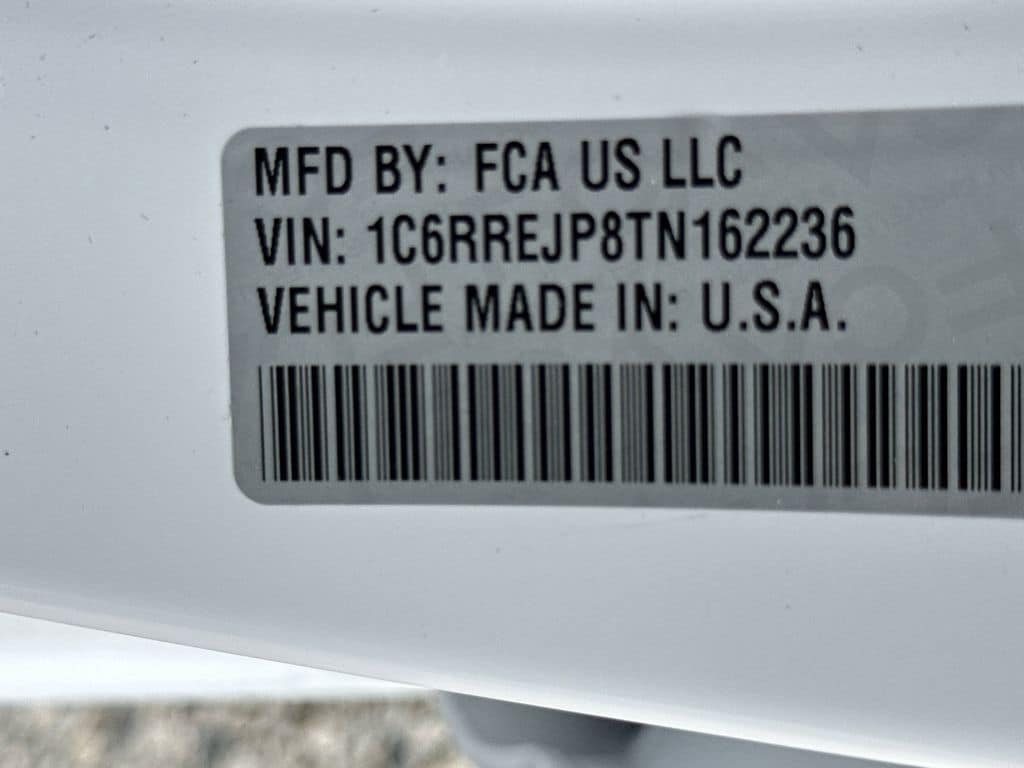 MFD BY: FCA US LLC
VIN: 1C6RREJP8TN162236
VEHICLE MADE IN: U.S.A.